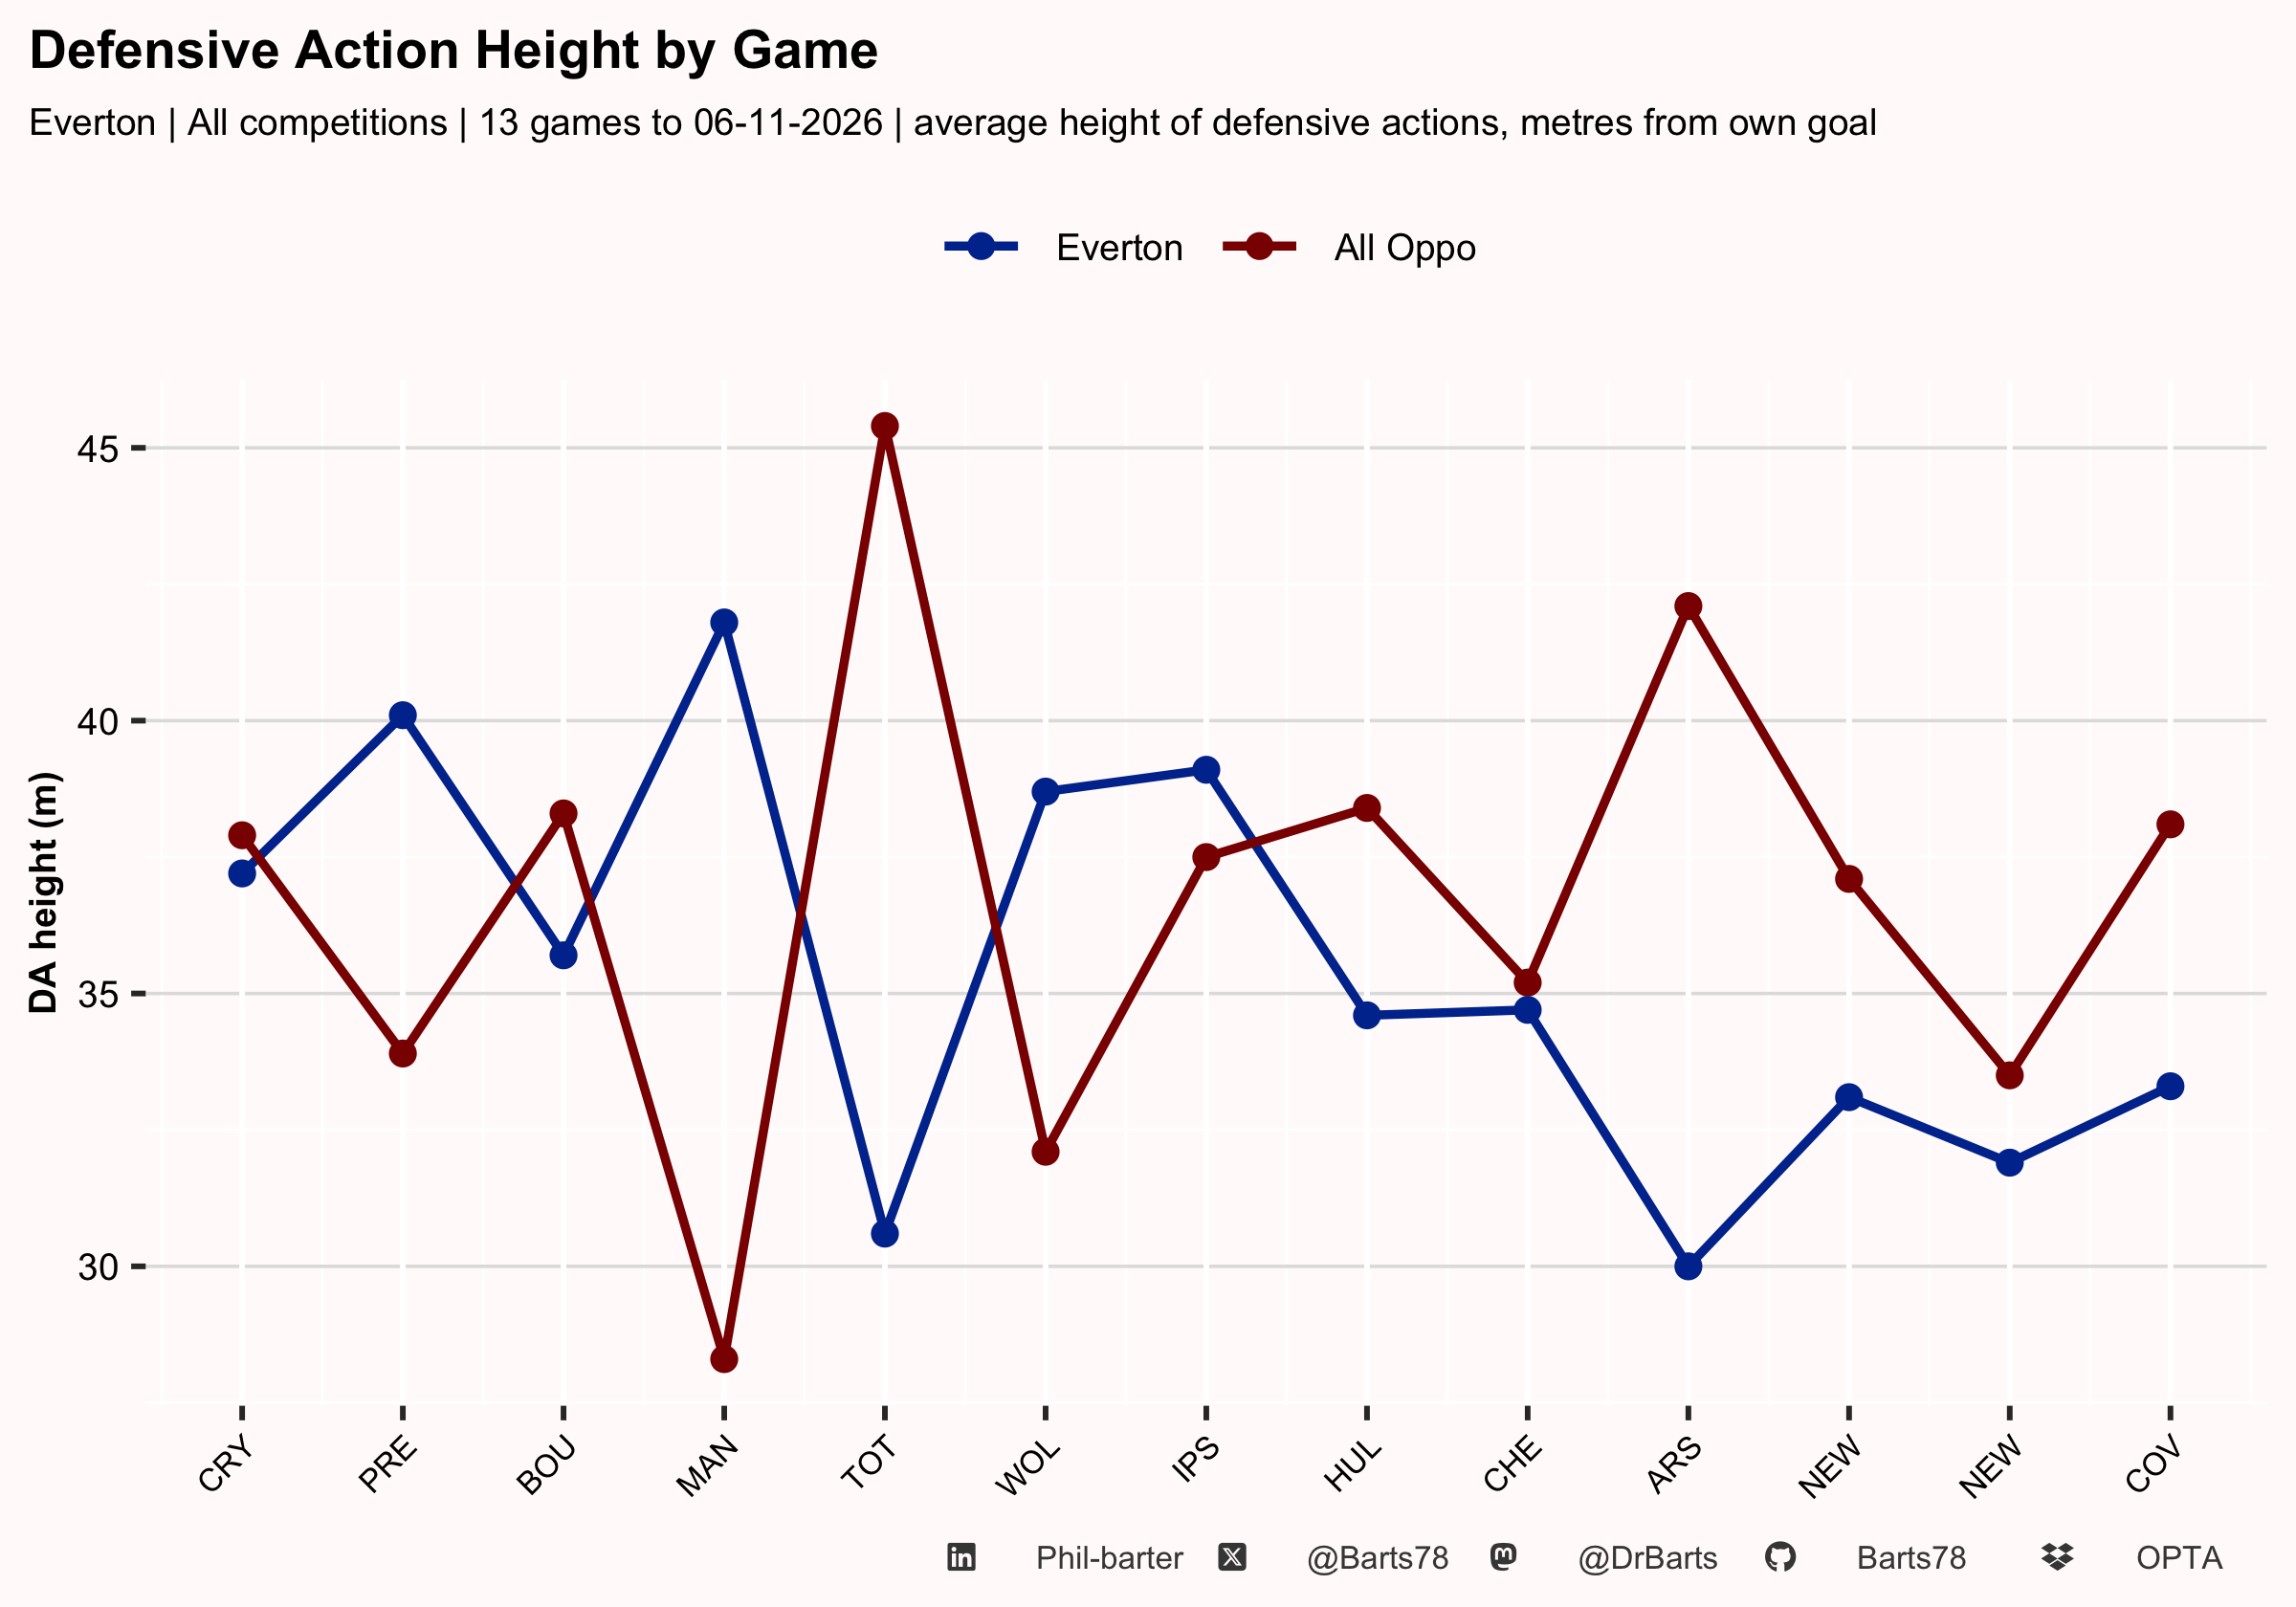 Defensive Action Height by Game
Everton | All competitions | 13 games to 06-11-2026 | average height of defensive actions, metres from own goal
Everton All Oppo
DA height (m)
45
40
35
30
CRY PRE BOU MAN TOT WOL IPS HUL CHE ARS NEW NEW COV
Phil-barter @Barts78 @DrBarts Barts78 OPTA